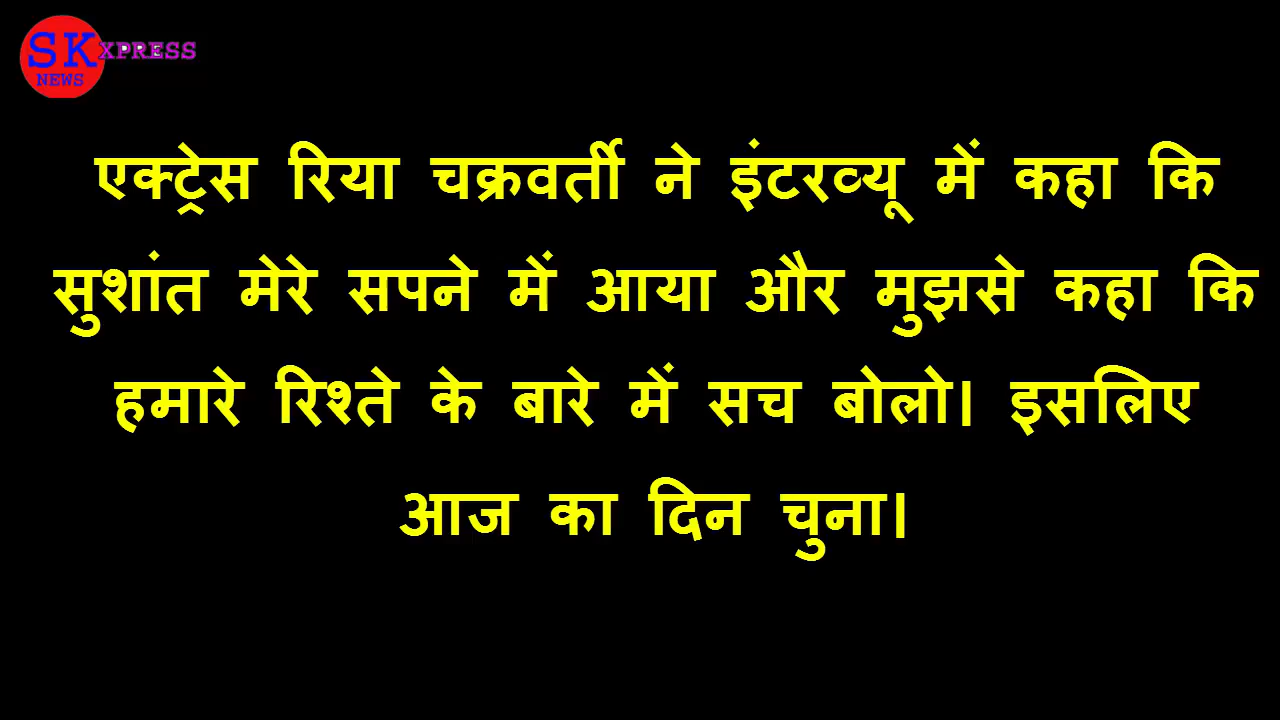 SK XPRESS
NEWS
एक्ट्रेस रिया चक्रवर्ती ने इंटरव्यू में कहा कि
सुशांत मेरे सपने में आया और मुझसे कहा कि
हमारे रिश्ते के बारे में सच बोलो। इसलिए
आज का दिन चुना।